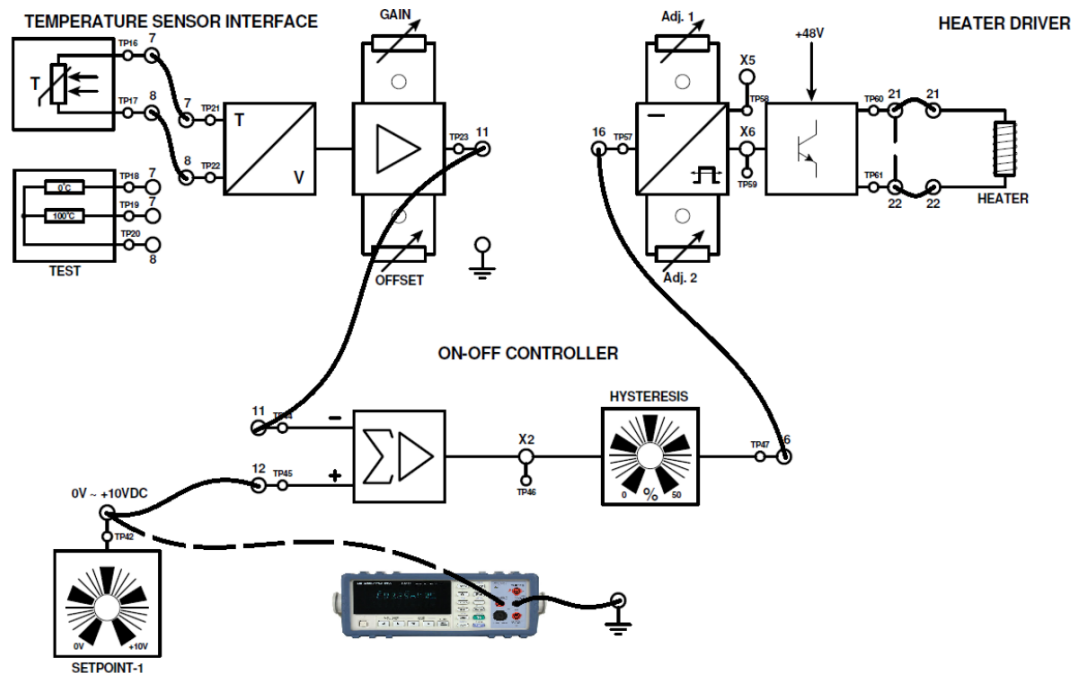 TEMPERATURE SENSOR INTERFACE
GAIN
Adj. 1
HEATER DRIVER
+48V
TP16
7
T
TP17
8
7
TP21
8
TP22
T
V
TP23
11
16
TP57
X5
TP58
X6
TP59
TP60
21
21
TP61
22
22
HEATER
TP18
7
0°C
TP19
7
100°C
TP20
8
TEST
OFFSET
Adj. 2
ON-OFF CONTROLLER
HYSTERESIS
11
–
12
TP45
+
X2
TP46
0
%
50
TP47
6
0V ~ +10VDC
TP42
0V
+10V
SETPOINT-1